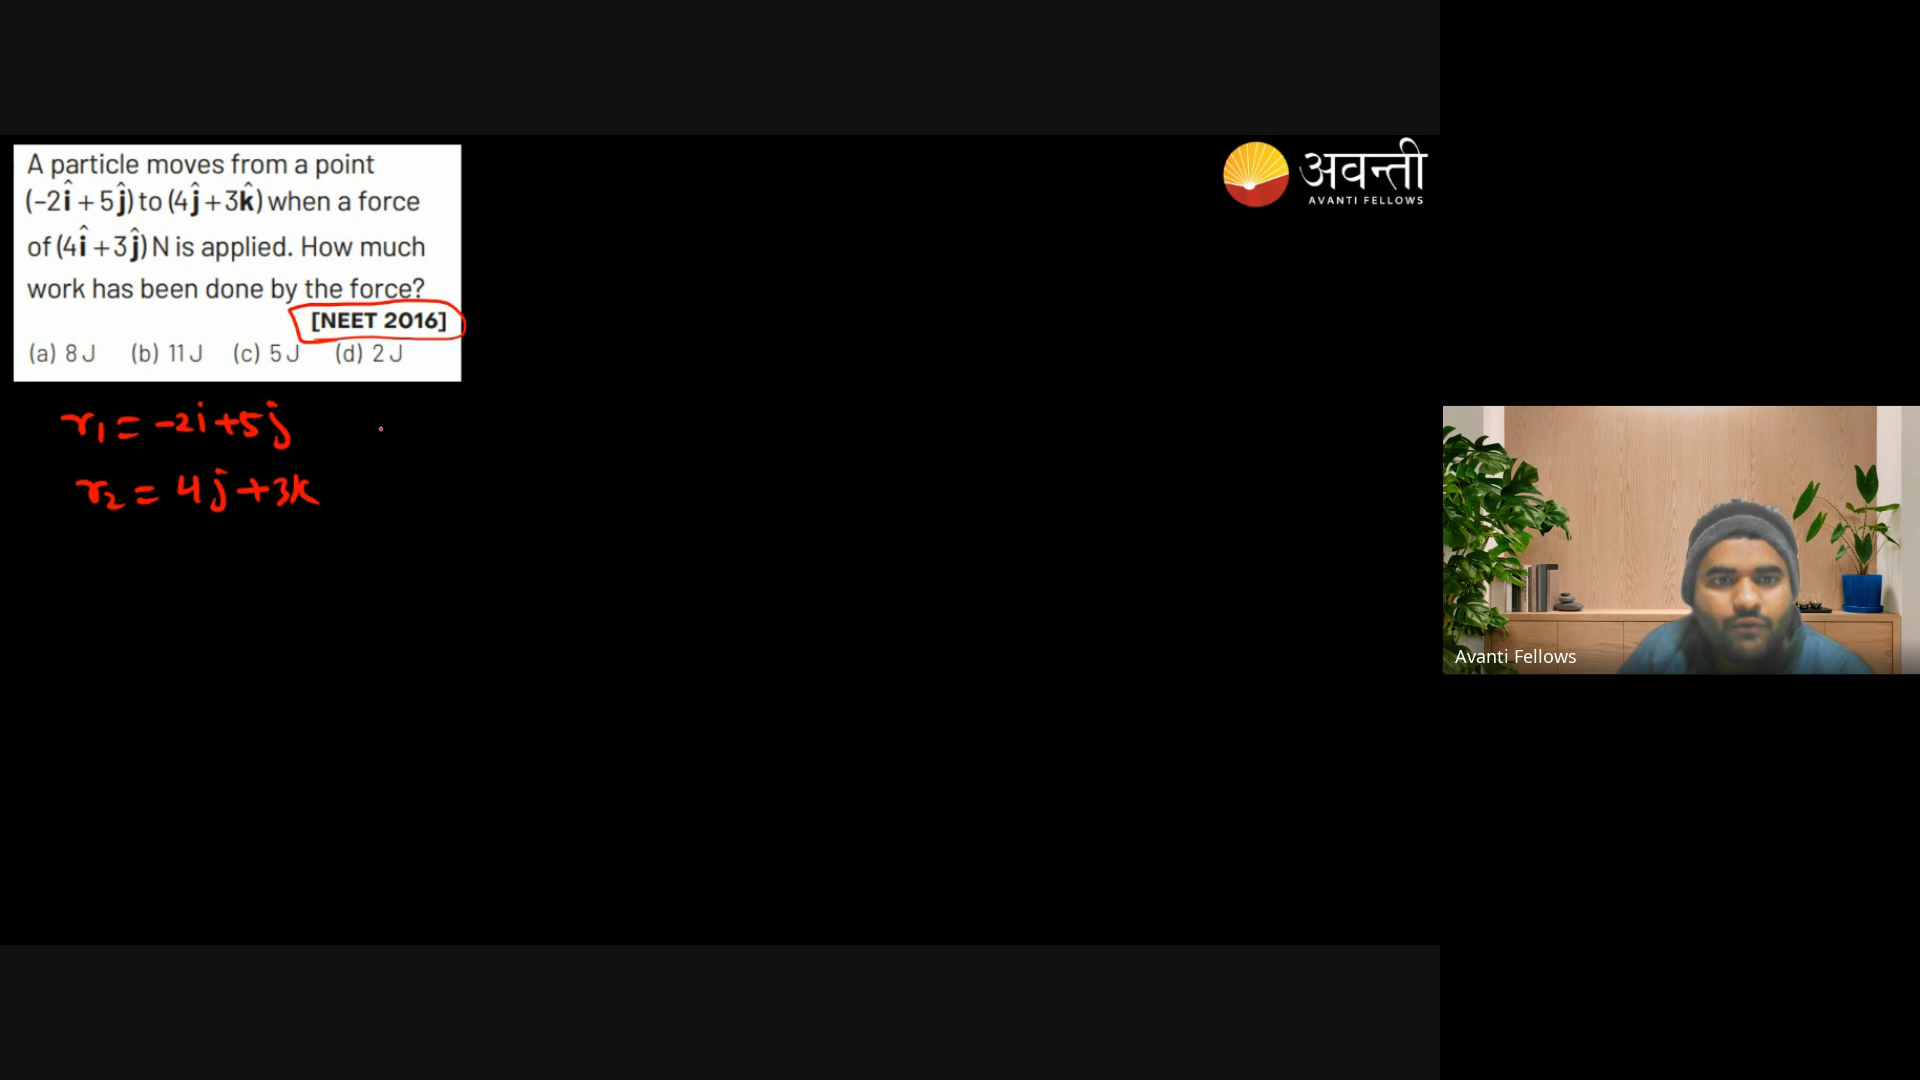 A particle moves from a point
(-2î + 5ĵ) to (4ĵ + 3k̂) when a force
of (4î + 3ĵ) N is applied. How much
work has been done by the force?
[NEET 2016]
(a) 8 J (b) 11 J (c) 5 J (d) 2 J
r₁ = -2i + 5j
r₂ = 4j + 3k
अवन्ती
AVANTI FELLOWS
Avanti Fellows